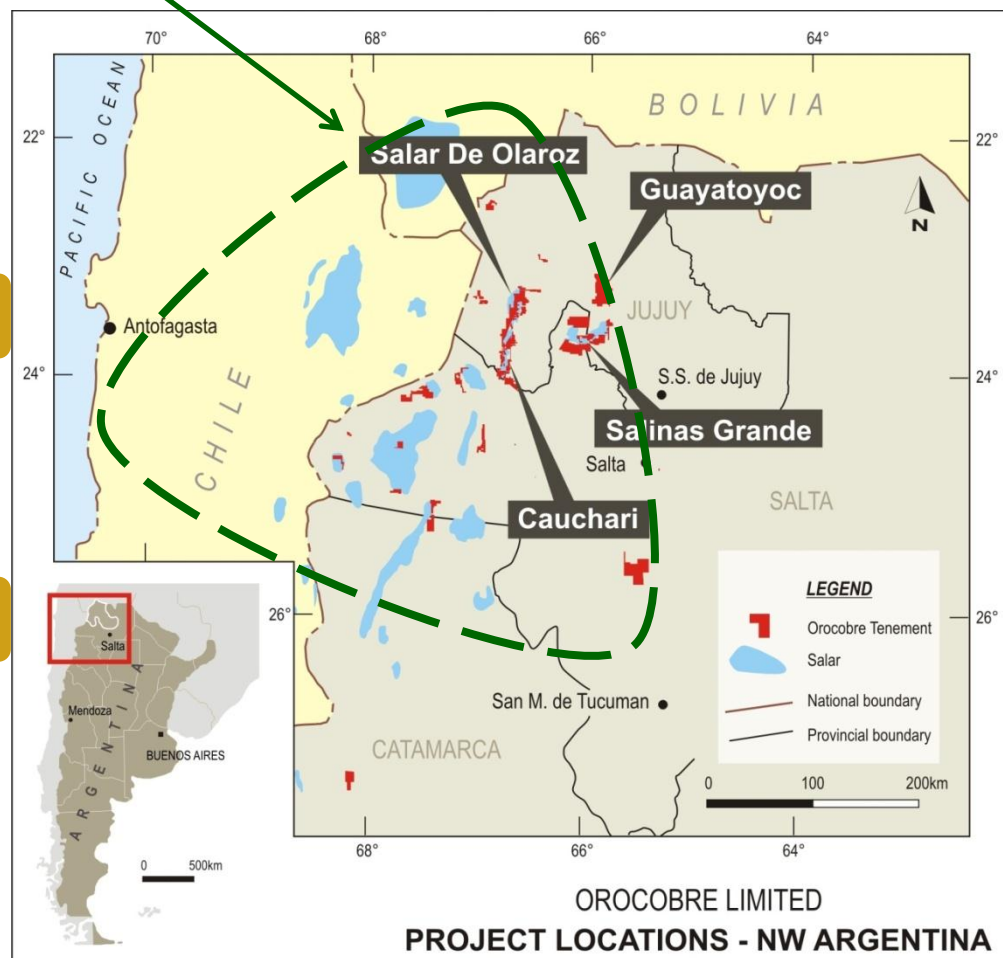 70°
68°
66°
64°
BOLIVIA
22°
22°
PACIFIC OCEAN
Salar De Olaroz
Guayatoyoc
N
JUJUY
Antofagasta
24°
24°
S.S. de Jujuy
CHILE
Salinas Grande
Salta
SALTA
Cauchari
LEGEND
26°
26°
Orocobre Tenement
Salar
National boundary
Provincial boundary
San M. de Tucuman
CATAMARCA
0 100 200km
68°
66°
64°
Salta
Mendoza
BUENOS AIRES
ARGENTINA
0 500km
OROCOBRE LIMITED
PROJECT LOCATIONS - NW ARGENTINA